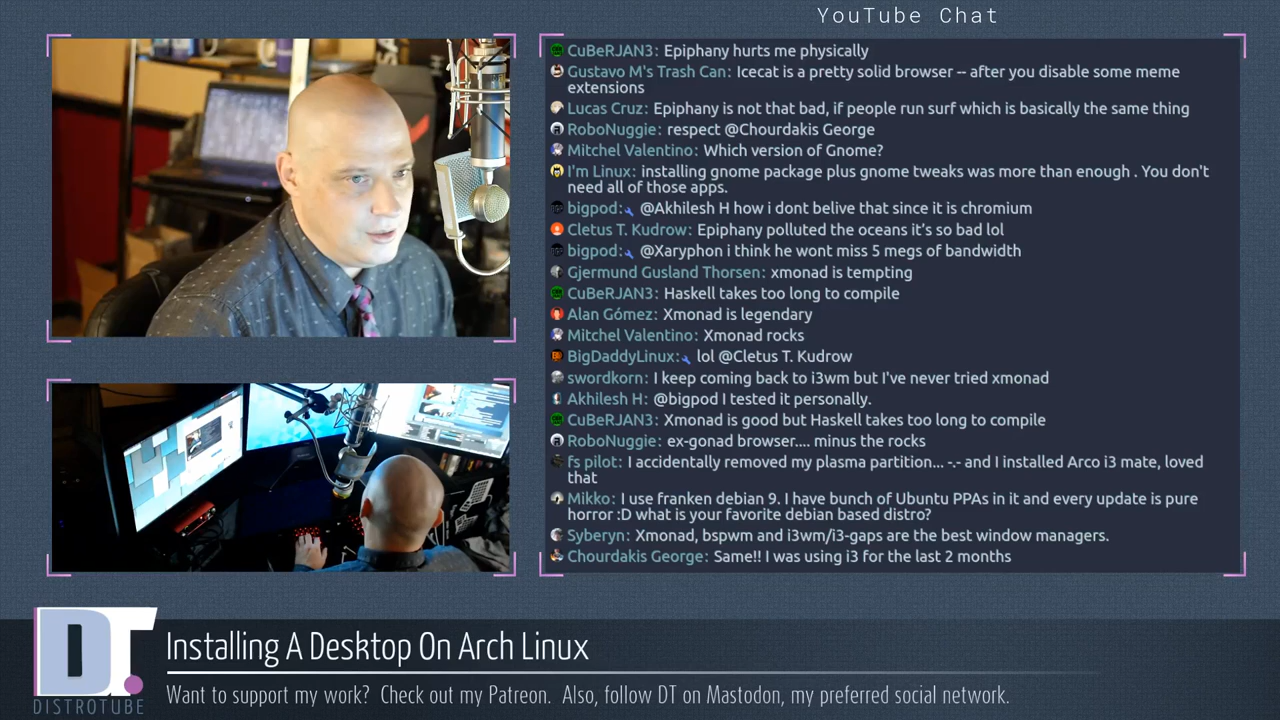 YouTube Chat
CuBeRJAN3: Epiphany hurts me physically
Gustavo M's Trash Can: Icecat is a pretty solid browser -- after you disable some meme
extensions
Lucas Cruz: Epiphany is not that bad, if people run surf which is basically the same thing
RoboNuggie: respect @Chourdakis George
Mitchel Valentino: Which version of Gnome?
I'm Linux: installing gnome package plus gnome tweaks was more than enough . You don't
need all of those apps.
bigpod: @Akhilesh H how i dont belive that since it is chromium
Cletus T. Kudrow: Epiphany polluted the oceans it's so bad lol
bigpod: @Xaryphon i think he wont miss 5 megs of bandwidth
Gjermund Gusland Thorsen: xmonad is tempting
CuBeRJAN3: Haskell takes too long to compile
Alan Gómez: Xmonad is legendary
Mitchel Valentino: Xmonad rocks
BigDaddyLinux: lol @Cletus T. Kudrow
swordkorn: I keep coming back to i3wm but I've never tried xmonad
Akhilesh H: @bigpod I tested it personally.
CuBeRJAN3: Xmonad is good but Haskell takes too long to compile
RoboNuggie: ex-gonad browser.... minus the rocks
fs pilot: I accidentally removed my plasma partition... -.- and I installed Arco i3 mate, loved
that
Mikko: I use franken debian 9. I have bunch of Ubuntu PPAs in it and every update is pure
horror :D what is your favorite debian based distro?
Syberyn: Xmonad, bspwm and i3wm/i3-gaps are the best window managers.
Chourdakis George: Same!! I was using i3 for the last 2 months
DT.
DISTROTUBE
Installing A Desktop On Arch Linux
Want to support my work? Check out my Patreon. Also, follow DT on Mastodon, my preferred social network.